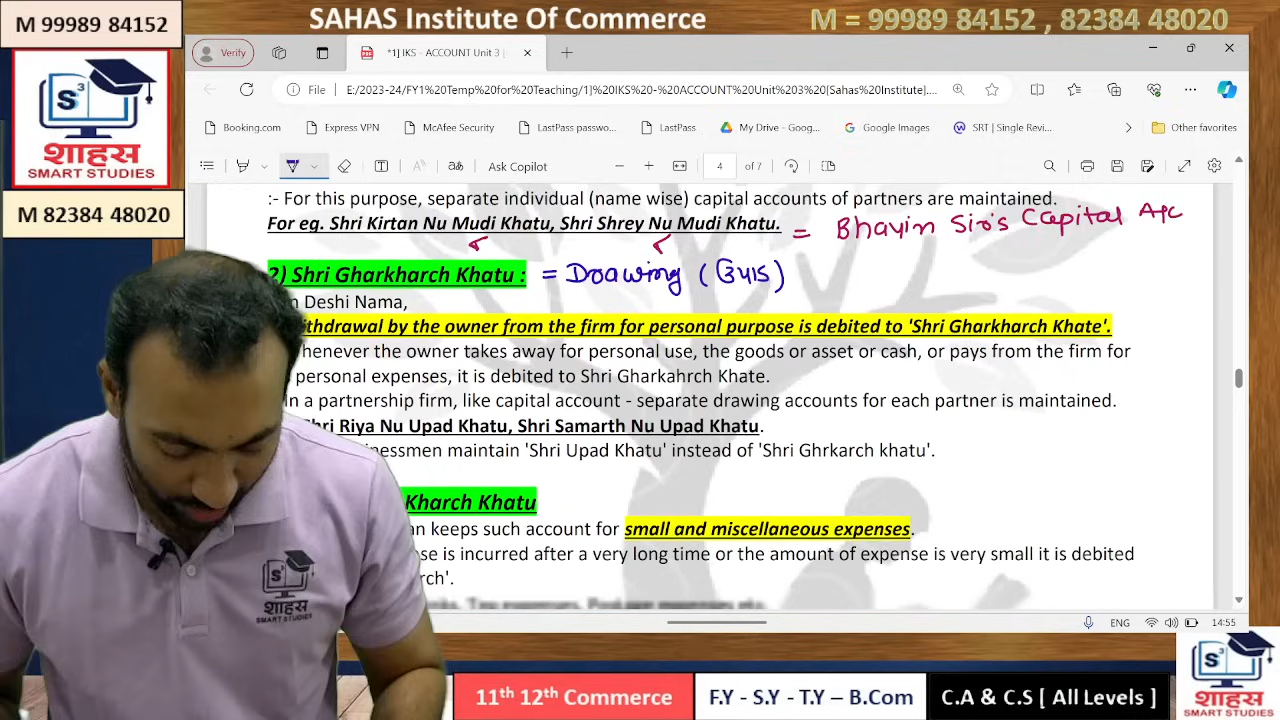 M 99989 84152
SAHAS Institute Of Commerce
M = 99989 84152 , 82384 48020
S3
शाहस
SMART STUDIES
M 82384 48020
Verify
*1] IKS - ACCOUNT Unit 3 [
File
E:/2023-24/FY1%20Temp%20for%20Teaching/1]%20IKS%20-%20ACCOUNT%20Unit%203%20[Sahas%20Institute]....
Booking.com
ExpressVPN
McAfee Security
LastPass passwo...
LastPass
My Drive - Goog...
Google Images
SRT | Single Revi...
Other favorites
Ask Copilot
4 of 7
:- For this purpose, separate individual (name wise) capital accounts of partners are maintained.
For eg. Shri Kirtan Nu Mudi Khatu, Shri Shrey Nu Mudi Khatu. = Bhavin Sir's Capital A/c
2) Shri Gharkharch Khatu : = Drawing (ઉપાડ)
Deshi Nama,
ithdrawal by the owner from the firm for personal purpose is debited to 'Shri Gharkharch Khate'.
henever the owner takes away for personal use, the goods or asset or cash, or pays from the firm for
personal expenses, it is debited to Shri Gharkahrch Khate.
in a partnership firm, like capital account - separate drawing accounts for each partner is maintained.
hri Riya Nu Upad Khatu, Shri Samarth Nu Upad Khatu.
nessmen maintain 'Shri Upad Khatu' instead of 'Shri Ghrkarch khatu'.
Kharch Khatu
an keeps such account for small and miscellaneous expenses.
se is incurred after a very long time or the amount of expense is very small it is debited
rch'.
ENG
14:55
S3
शाहस
SMART STUDIES
11th 12th Commerce
F.Y - S.Y - T.Y – B.Com
C.A & C.S [ All Levels ]
S3
शाहस
SMART STUDIES